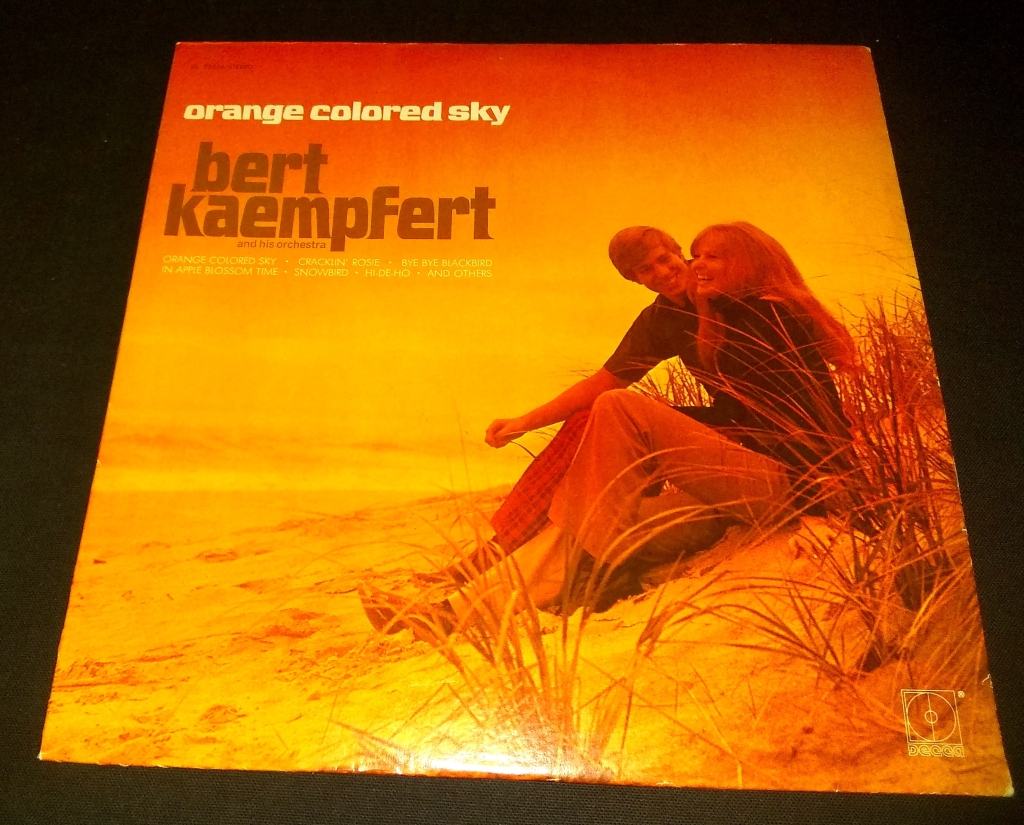 STEREO
orange colored sky
bert
kaempfert
and his orchestra
ORANGE COLORED SKY • CRACKLIN' ROSIE • BYE BYE BLACKBIRD
IN APPLE BLOSSOM TIME • SNOWBIRD • HI-DE-HO • AND OTHERS
®
DECCA